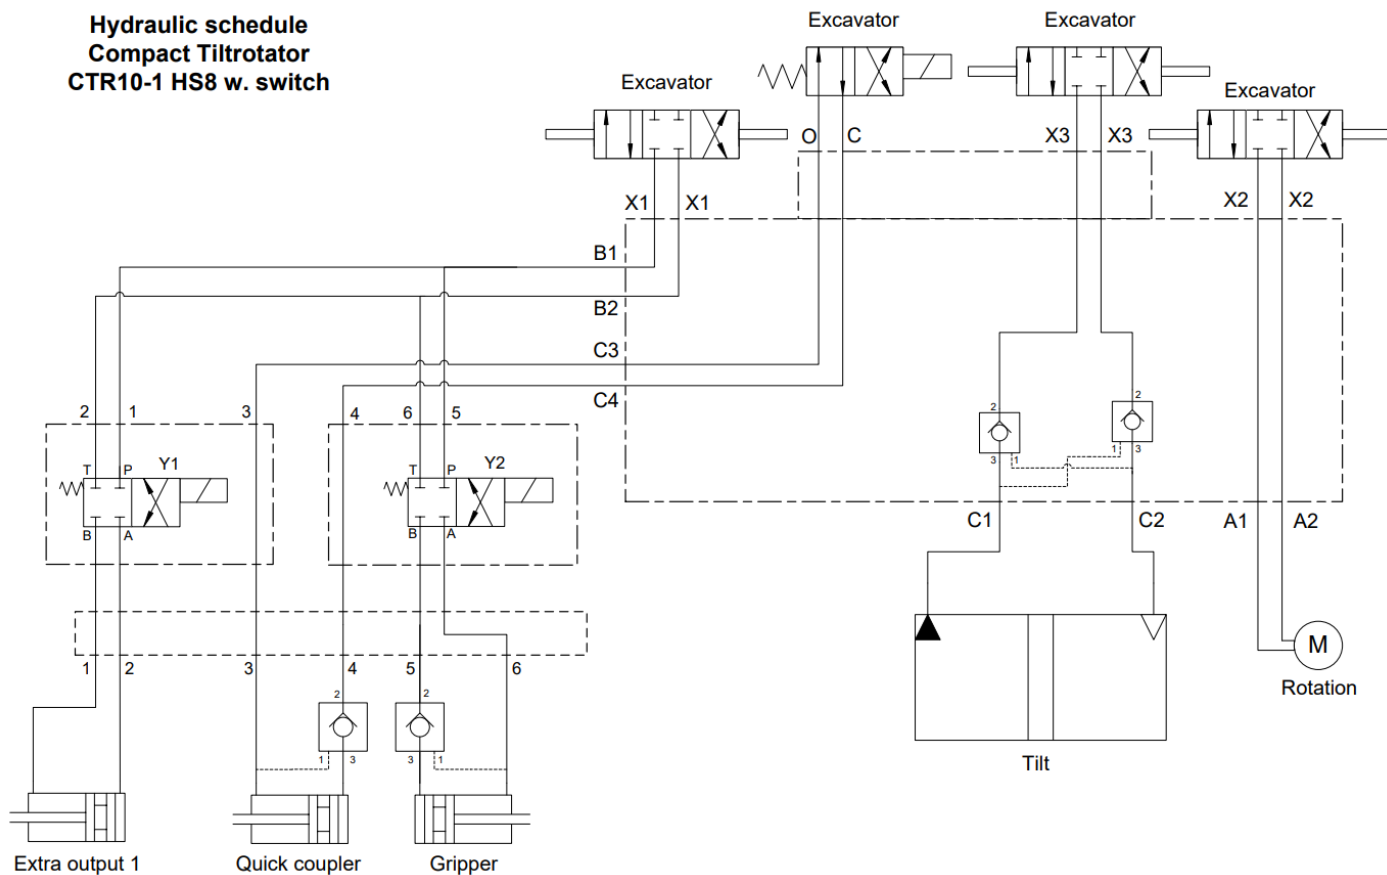 Hydraulic schedule
Compact Tiltrotator
CTR10-1 HS8 w. switch
Excavator
Excavator
Excavator
Excavator
O C
X3 X3
X1 X1
X2 X2
B1
B2
C3
C4
2 1 3 4 6 5
T P Y1
T P Y2
B A
B A
2
3 1
2
1 3
C1 C2 A1 A2
1 2 3 4 5 6
M
Rotation
2
1 3
2
3 1
Tilt
Extra output 1
Quick coupler
Gripper